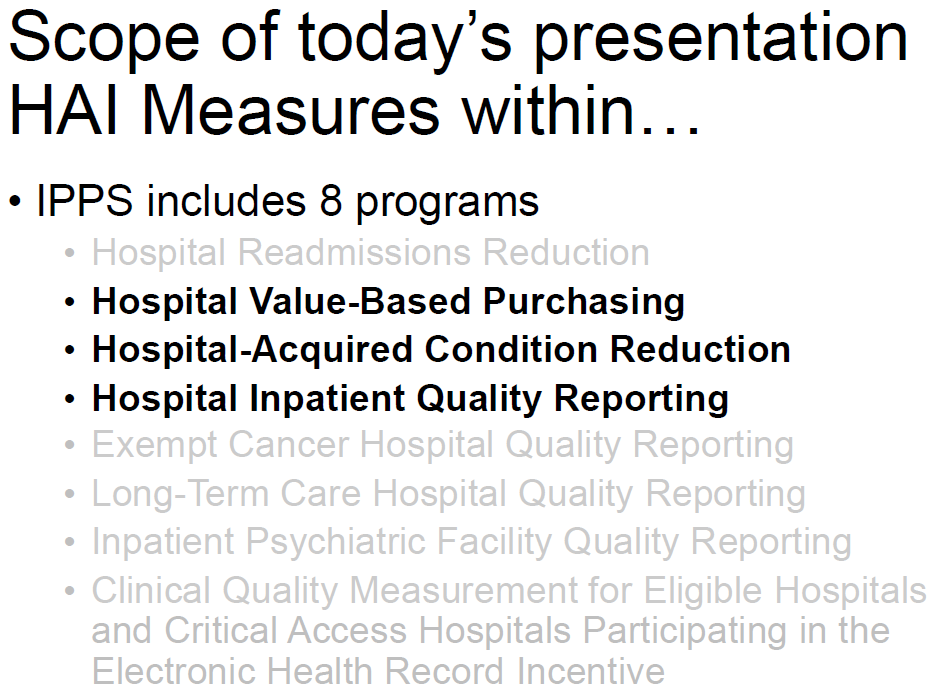 Scope of today’s presentation
HAI Measures within…
• IPPS includes 8 programs
• Hospital Readmissions Reduction
• Hospital Value-Based Purchasing
• Hospital-Acquired Condition Reduction
• Hospital Inpatient Quality Reporting
• Exempt Cancer Hospital Quality Reporting
• Long-Term Care Hospital Quality Reporting
• Inpatient Psychiatric Facility Quality Reporting
• Clinical Quality Measurement for Eligible Hospitals
and Critical Access Hospitals Participating in the
Electronic Health Record Incentive